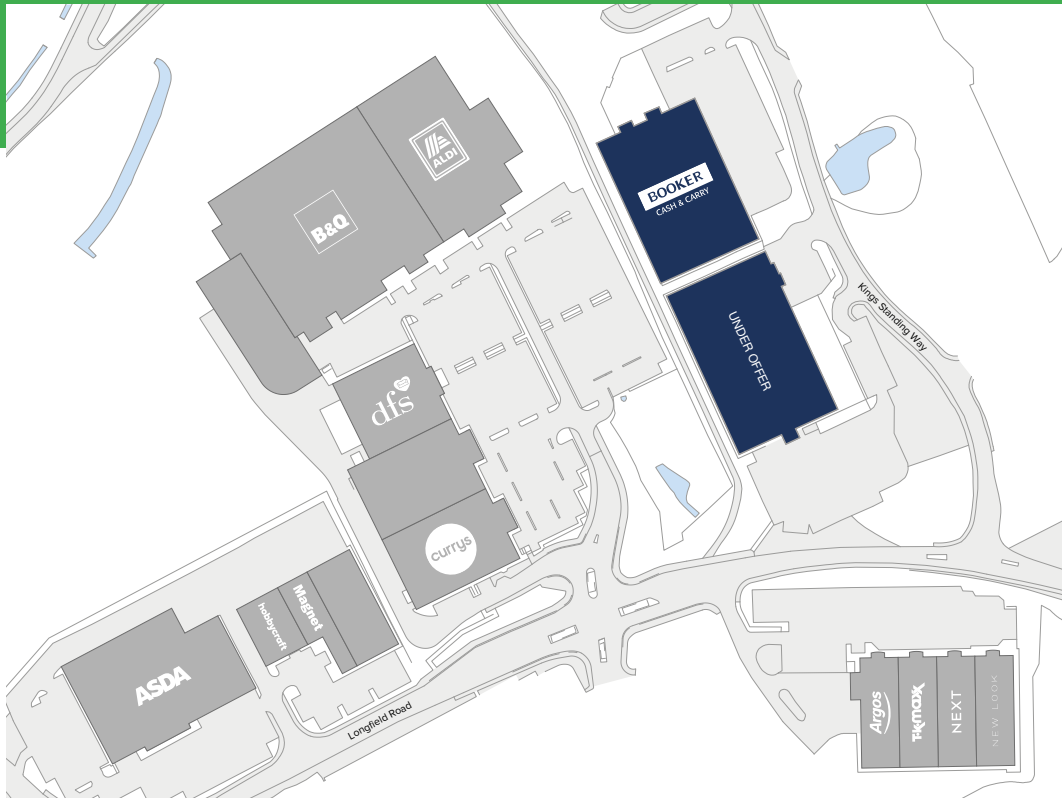 ALDI
B&Q
BOOKER
CASH & CARRY
UNDER OFFER
Kings Standing Way
dfs
currys
hobbycraft
Magnet
ASDA
Longfield Road
Argos
T·K·maxx
NEXT
NEW LOOK